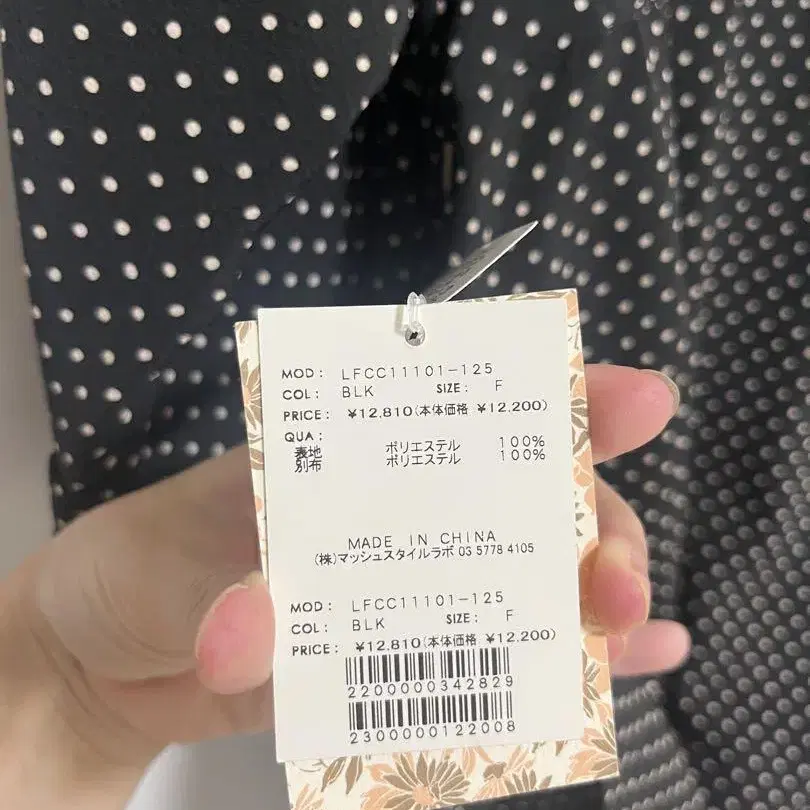 MOD: LFCC11101-125
COL: BLK SIZE: F
PRICE: ¥12,810(本体価格 ¥12,200)
QUA:
表地 ポリエステル 100%
別布 ポリエステル 100%
MADE IN CHINA
(株)マッシュスタイルラボ 03 5778 4105
MOD: LFCC11101-125
COL: BLK SIZE: F
PRICE: ¥12,810(本体価格 ¥12,200)
2200000342829
2300000122008